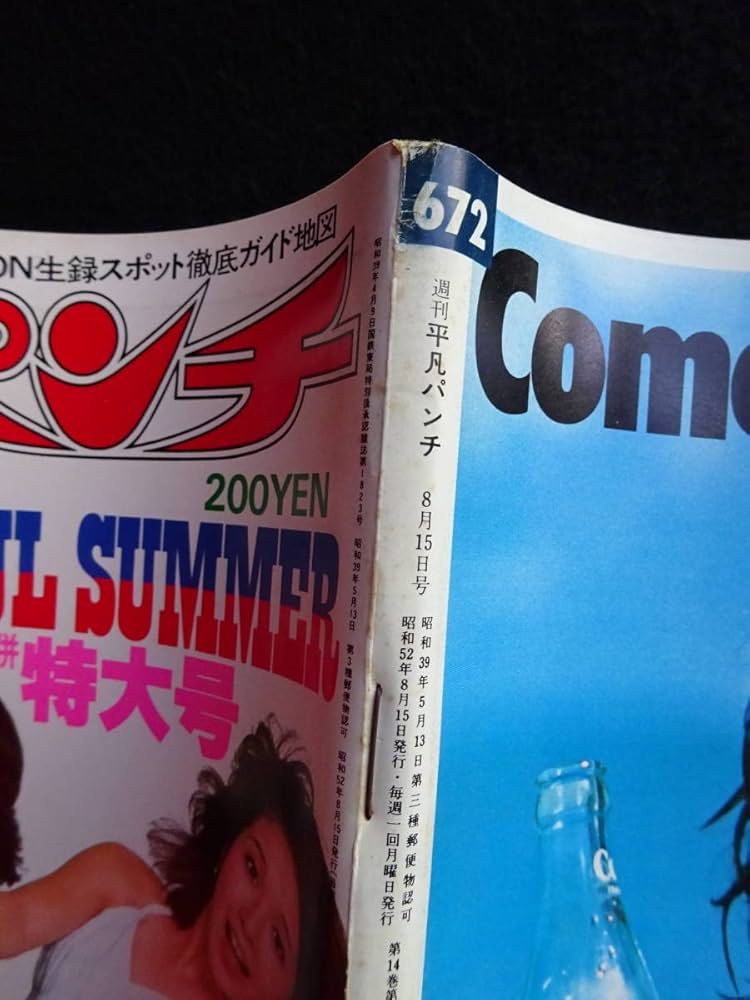 ON生録スポット徹底ガイド地図
パンチ
200YEN
UL SUMMER
併特大号
昭和39年4月9日国鉄東局特別扱承認雑誌第1823号 昭和39年5月13日 第3種郵便物認可 昭和52年8月15日発行
672
週刊平凡パンチ 8月15日号
昭和39年5月13日第三種郵便物認可
昭和52年8月15日発行・毎週一回月曜日発行 第14巻第
Come